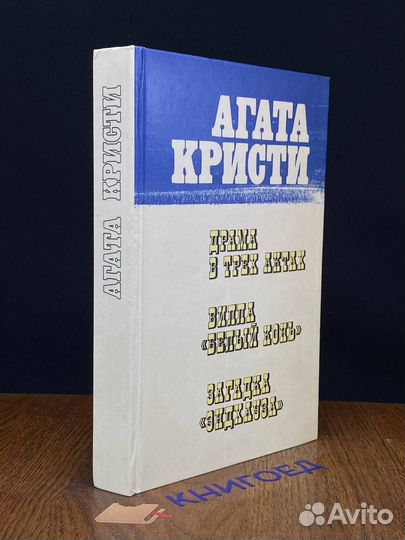 АГАТА КРИСТИ
АГАТА
КРИСТИ
ДРАМА
В ТРЕХ АКТАХ
ВИЛЛА
«БЕЛЫЙ КОНЬ»
ЗАГАДКА
«ЭНДХАУЗА»
КНИГОЕД
Avito